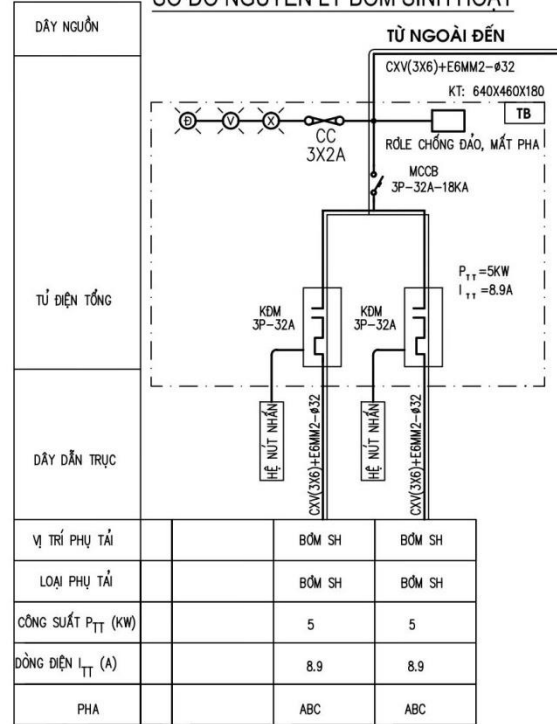 SƠ ĐỒ NGUYÊN LÝ BƠM SINH HOẠT
DÂY NGUỒN
TỪ NGOÀI ĐẾN
CXV(3X6)+E6MM2-Ø32
KT: 640X460X180
TB
Đ V X
CC
3X2A
RƠLE CHỐNG ĐẢO, MẤT PHA
MCCB
3P-32A-18KA
TỦ ĐIỆN TỔNG
PTT=5KW
ITT=8.9A
KĐM
3P-32A
KĐM
3P-32A
HỆ NÚT NHẤN
CXV(3X6)+E6MM2-Ø32
HỆ NÚT NHẤN
CXV(3X6)+E6MM2-Ø32
DÂY DẪN TRỤC
VỊ TRÍ PHỤ TẢI BƠM SH BƠM SH
LOẠI PHỤ TẢI BƠM SH BƠM SH
CÔNG SUẤT PTT (KW) 5 5
DÒNG ĐIỆN ITT (A) 8.9 8.9
PHA ABC ABC